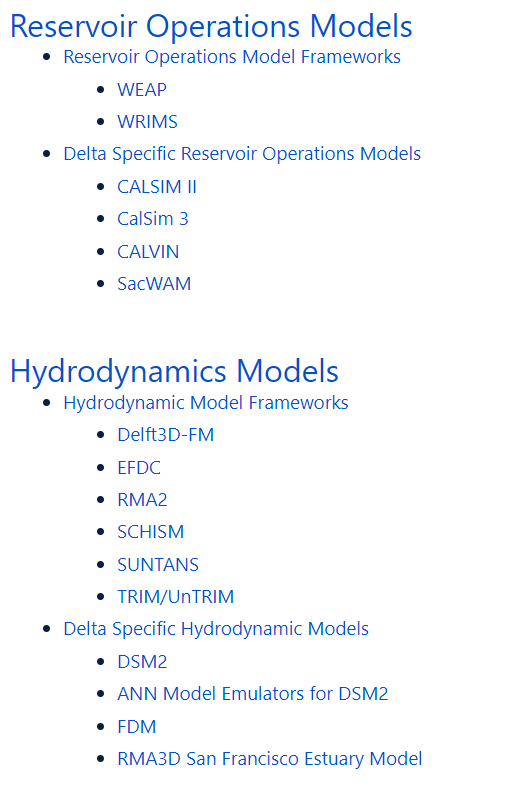 Reservoir Operations Models
Reservoir Operations Model Frameworks
WEAP
WRIMS
Delta Specific Reservoir Operations Models
CALSIM II
CalSim 3
CALVIN
SacWAM
Hydrodynamics Models
Hydrodynamic Model Frameworks
Delft3D-FM
EFDC
RMA2
SCHISM
SUNTANS
TRIM/UnTRIM
Delta Specific Hydrodynamic Models
DSM2
ANN Model Emulators for DSM2
FDM
RMA3D San Francisco Estuary Model